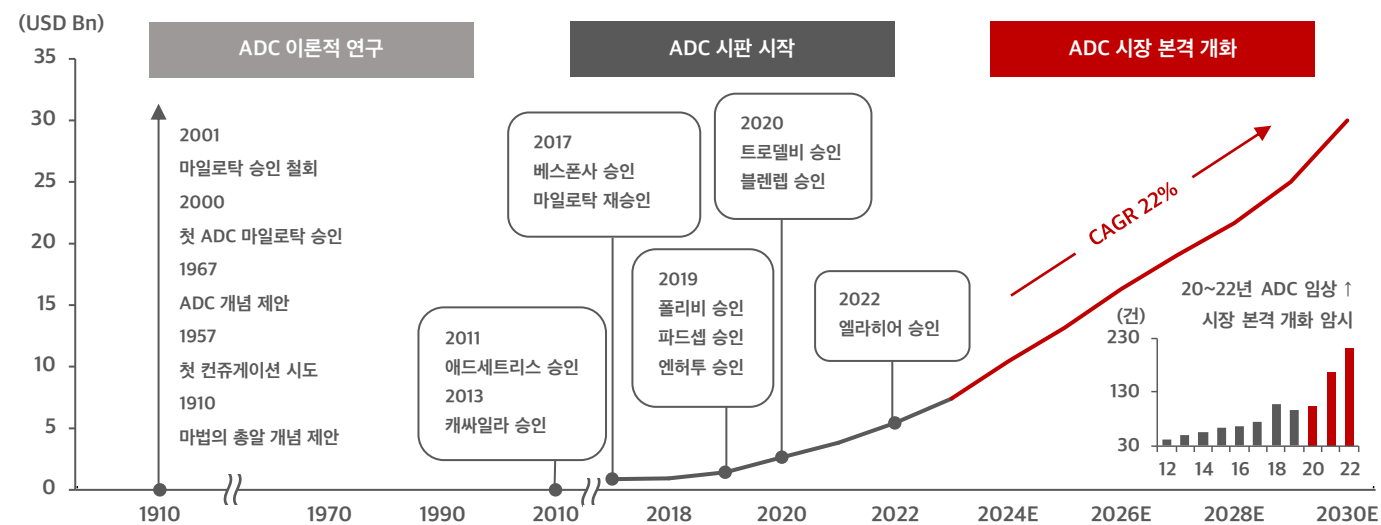 (USD Bn)
ADC 이론적 연구
ADC 시판 시작
ADC 시장 본격 개화
35
30
25
20
15
10
5
0
2001
마일로탁 승인 철회
2000
첫 ADC 마일로탁 승인
1967
ADC 개념 제안
1957
첫 컨쥬게이션 시도
1910
마법의 총알 개념 제안
2011
애드세트리스 승인
2013
캐싸일라 승인
2017
베스폰사 승인
마일로탁 재승인
2019
폴리비 승인
파드셉 승인
엔허투 승인
2020
트로델비 승인
블렌렙 승인
2022
엘라히어 승인
CAGR 22%
20~22년 ADC 임상 ↑
시장 본격 개화 암시
(건)
230
130
30
12 14 16 18 20 22
1910 1970 1990 2010 2018 2020 2022 2024E 2026E 2028E 2030E